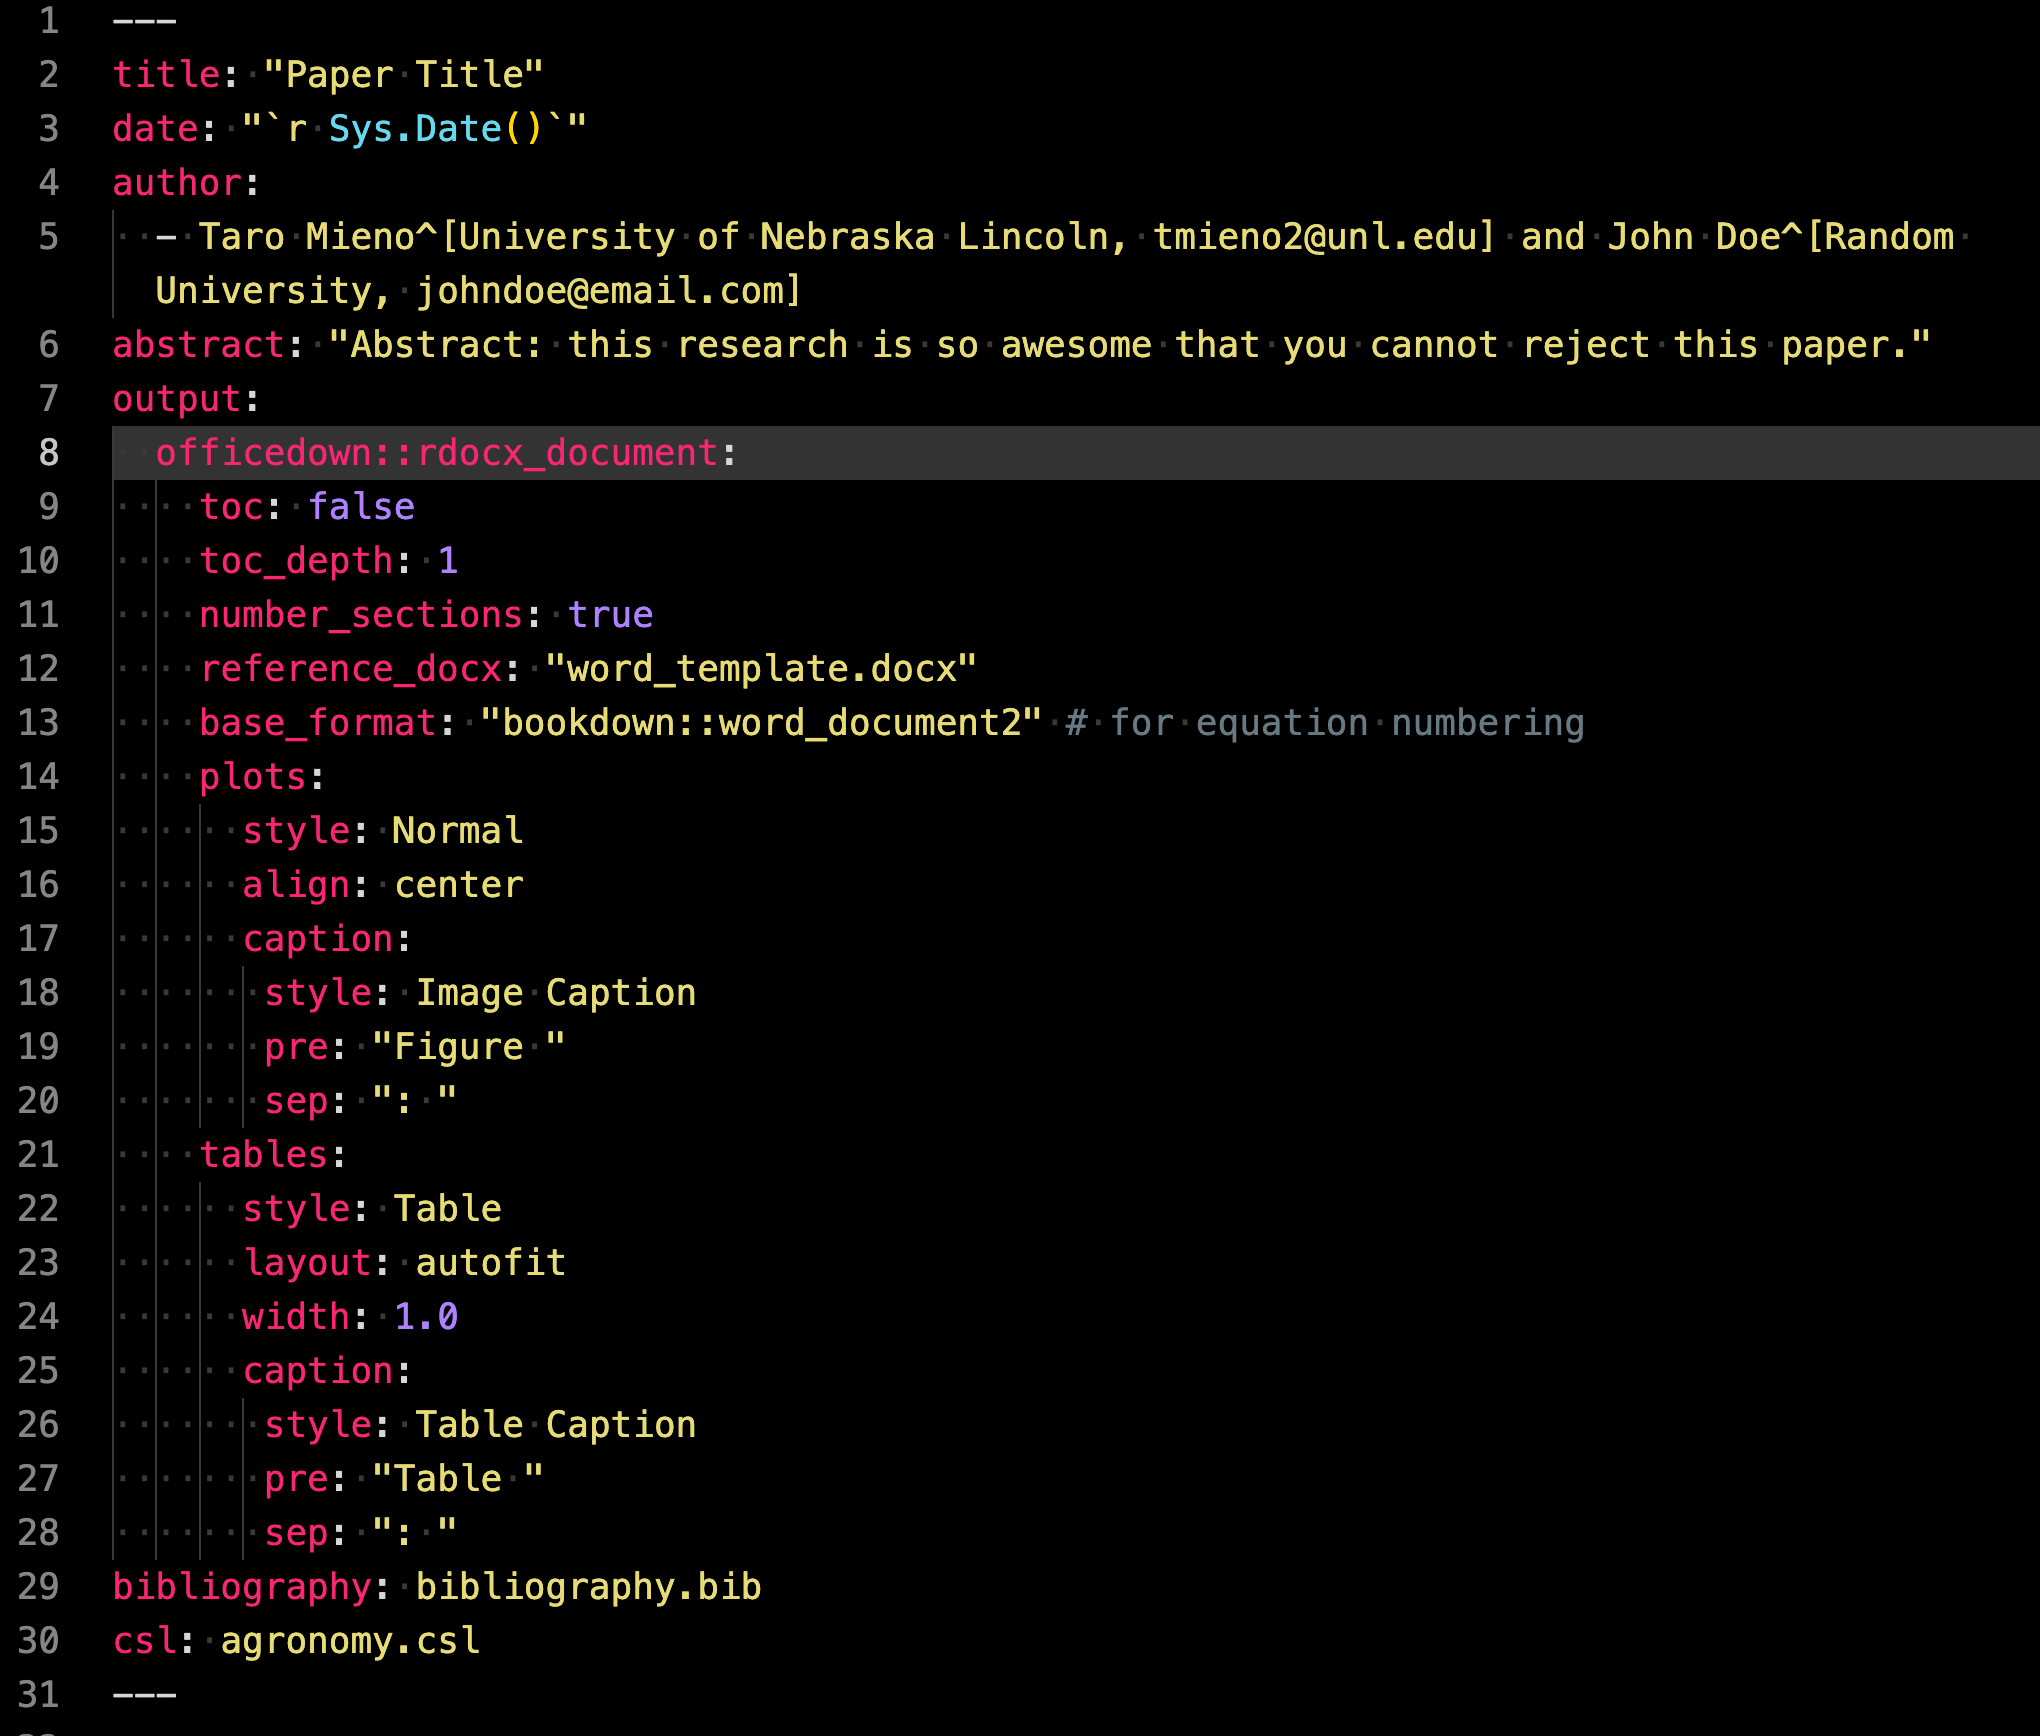 1 ---
2 title: "Paper Title"
3 date: "`r Sys.Date()`"
4 author:
5   - Taro Mieno^[University of Nebraska Lincoln, tmieno2@unl.edu] and John Doe^[Random
University, johndoe@email.com]
6 abstract: "Abstract: this research is so awesome that you cannot reject this paper."
7 output:
8   officedown::rdocx_document:
9     toc: false
10     toc_depth: 1
11     number_sections: true
12     reference_docx: "word_template.docx"
13     base_format: "bookdown::word_document2" # for equation numbering
14     plots:
15       style: Normal
16       align: center
17       caption:
18        style: Image Caption
19        pre: "Figure "
20        sep: ": "
21     tables:
22       style: Table
23       layout: autofit
24       width: 1.0
25       caption:
26        style: Table Caption
27        pre: "Table "
28        sep: ": "
29 bibliography: bibliography.bib
30 csl: agronomy.csl
31 ---